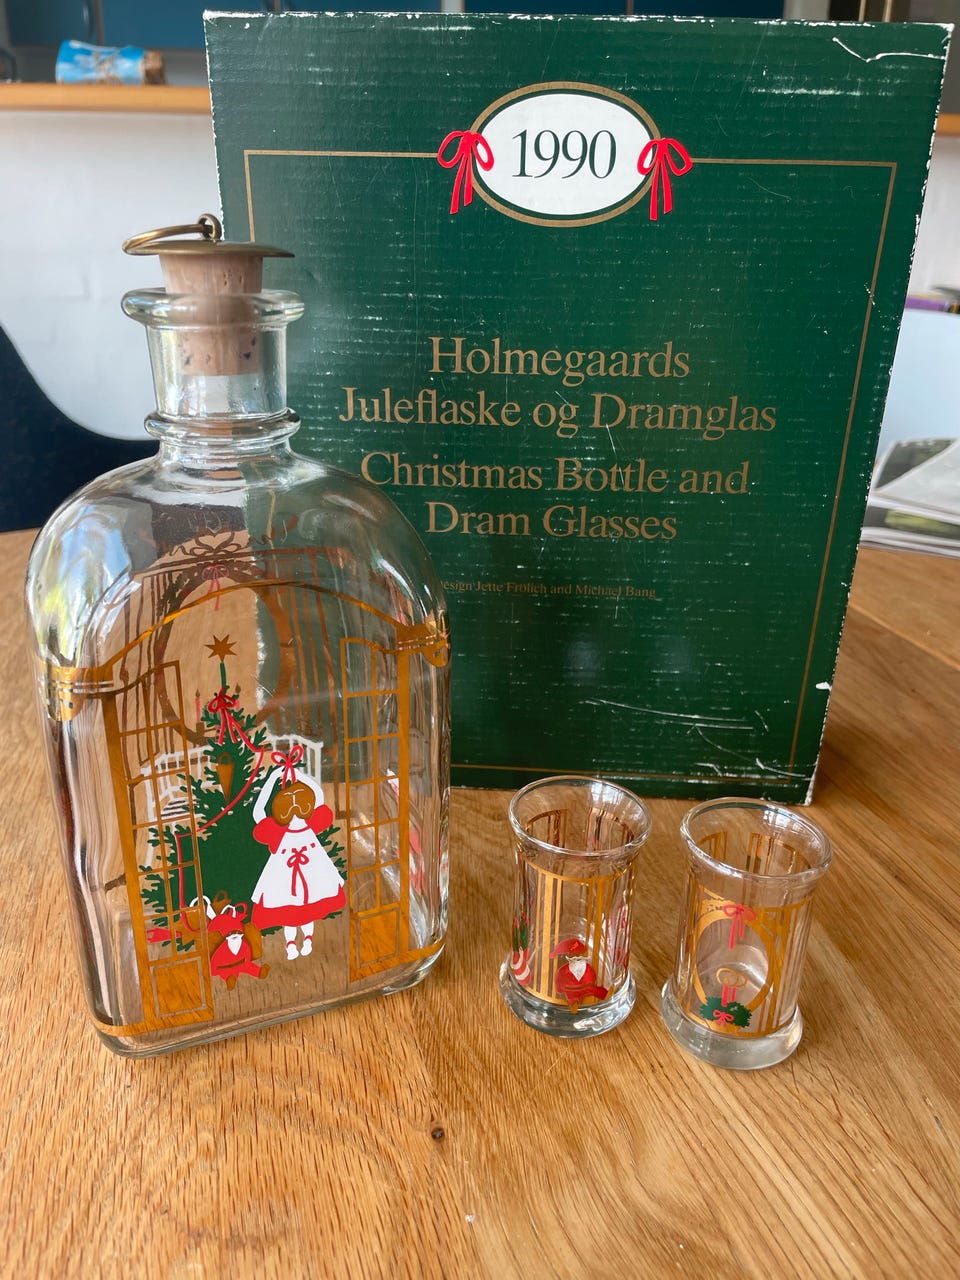 1990
Holmegaards
Juleflaske og Dramglas
Christmas Bottle and
Dram Glasses
Design Jette Frölich and Michael Bang